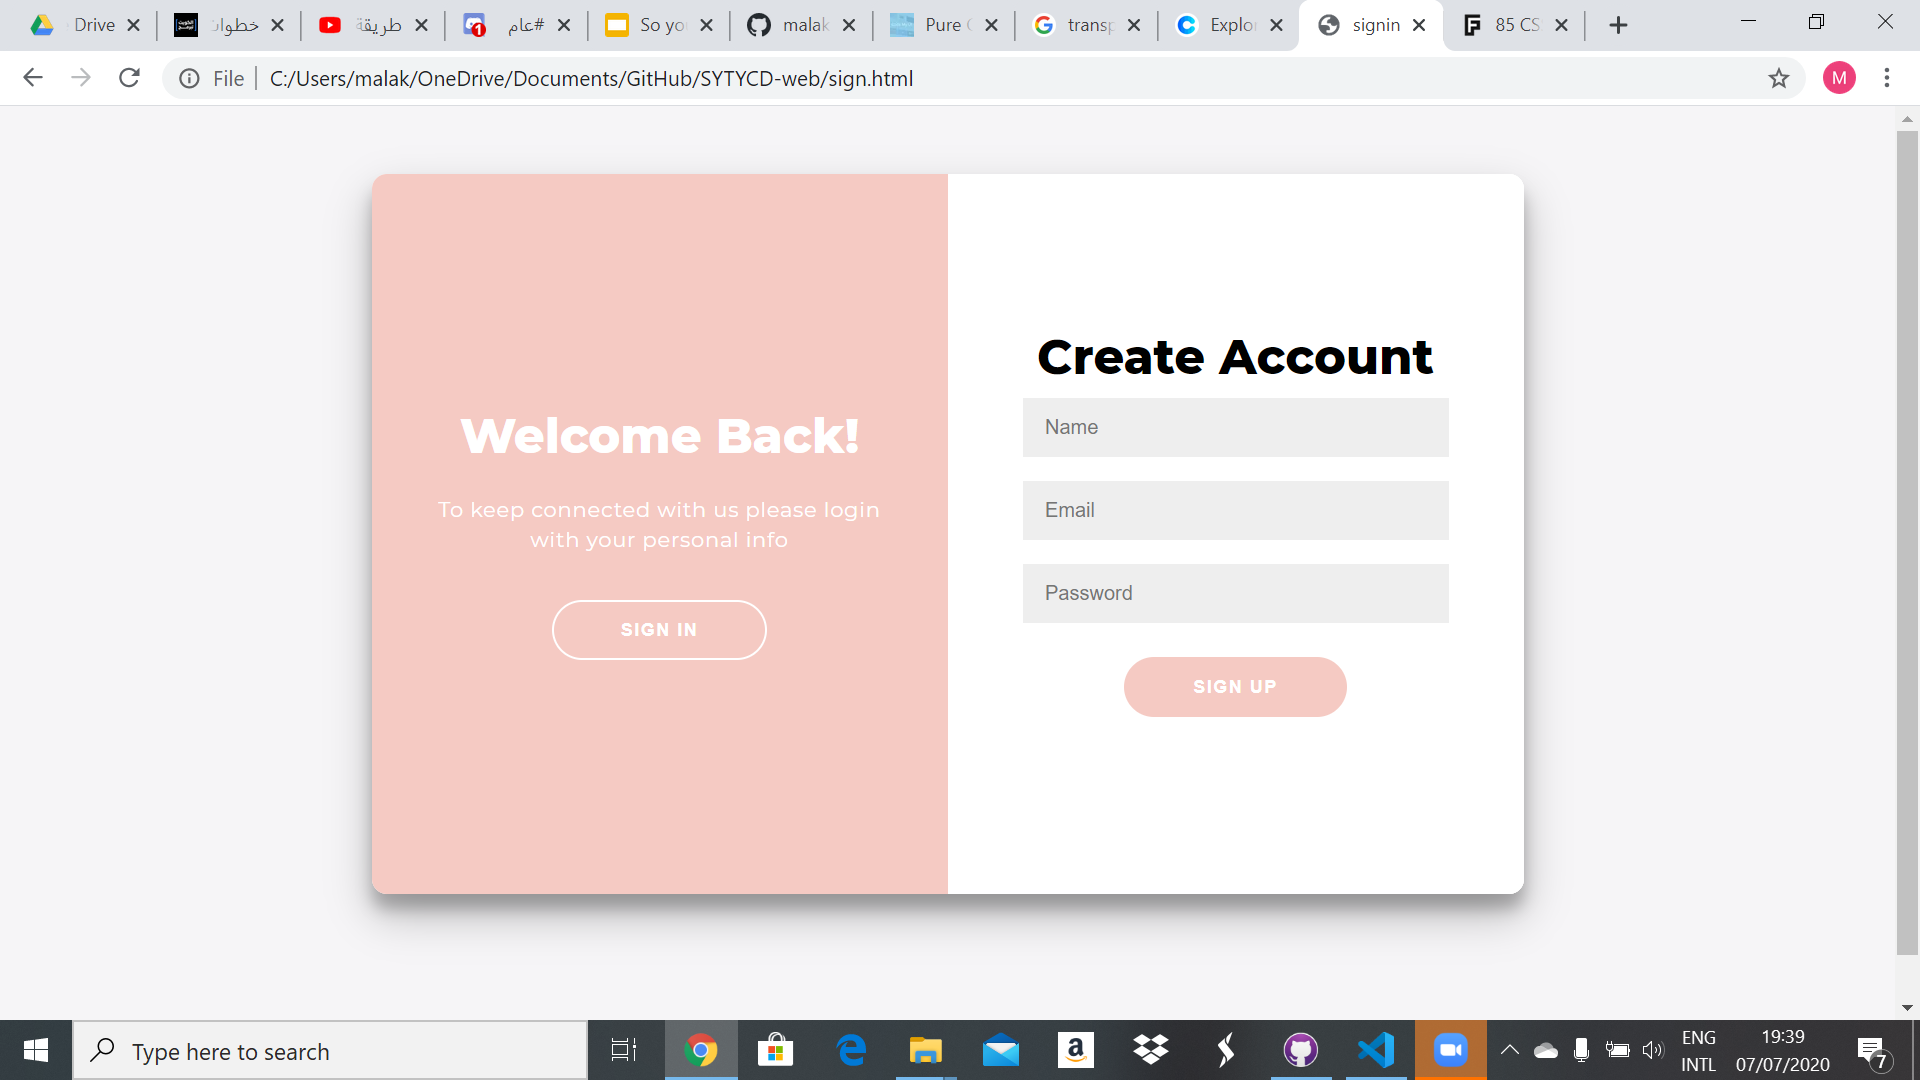 Drive
خطوات
طريقة
#عام
So yo
malak
Pure
transp
Explor
signin
85 CS
File
C:/Users/malak/OneDrive/Documents/GitHub/SYTYCD-web/sign.html
M
Welcome Back!
To keep connected with us please login
with your personal info
SIGN IN
Create Account
Name
Email
Password
SIGN UP
Type here to search
ENG
INTL
19:39
07/07/2020
7